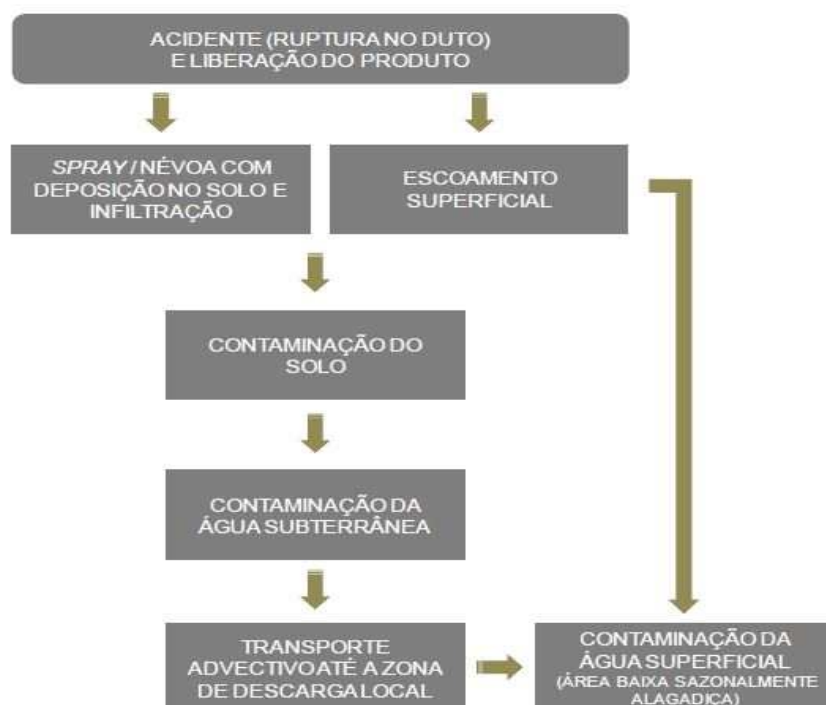 ACIDENTE (RUPTURA NO DUTO)
E LIBERAÇÃO DO PRODUTO
SPRAY / NÉVOA COM
DEPOSIÇÃO NO SOLO E
INFILTRAÇÃO
ESCOAMENTO
SUPERFICIAL
CONTAMINAÇÃO DO
SOLO
CONTAMINAÇÃO DA
ÁGUA SUBTERRÂNEA
TRANSPORTE
ADVECTIVO ATÉ A ZONA
DE DESCARGA LOCAL
CONTAMINAÇÃO DA
ÁGUA SUPERFICIAL
(ÁREA BAIXA SAZONALMENTE
ALAGADIÇA)